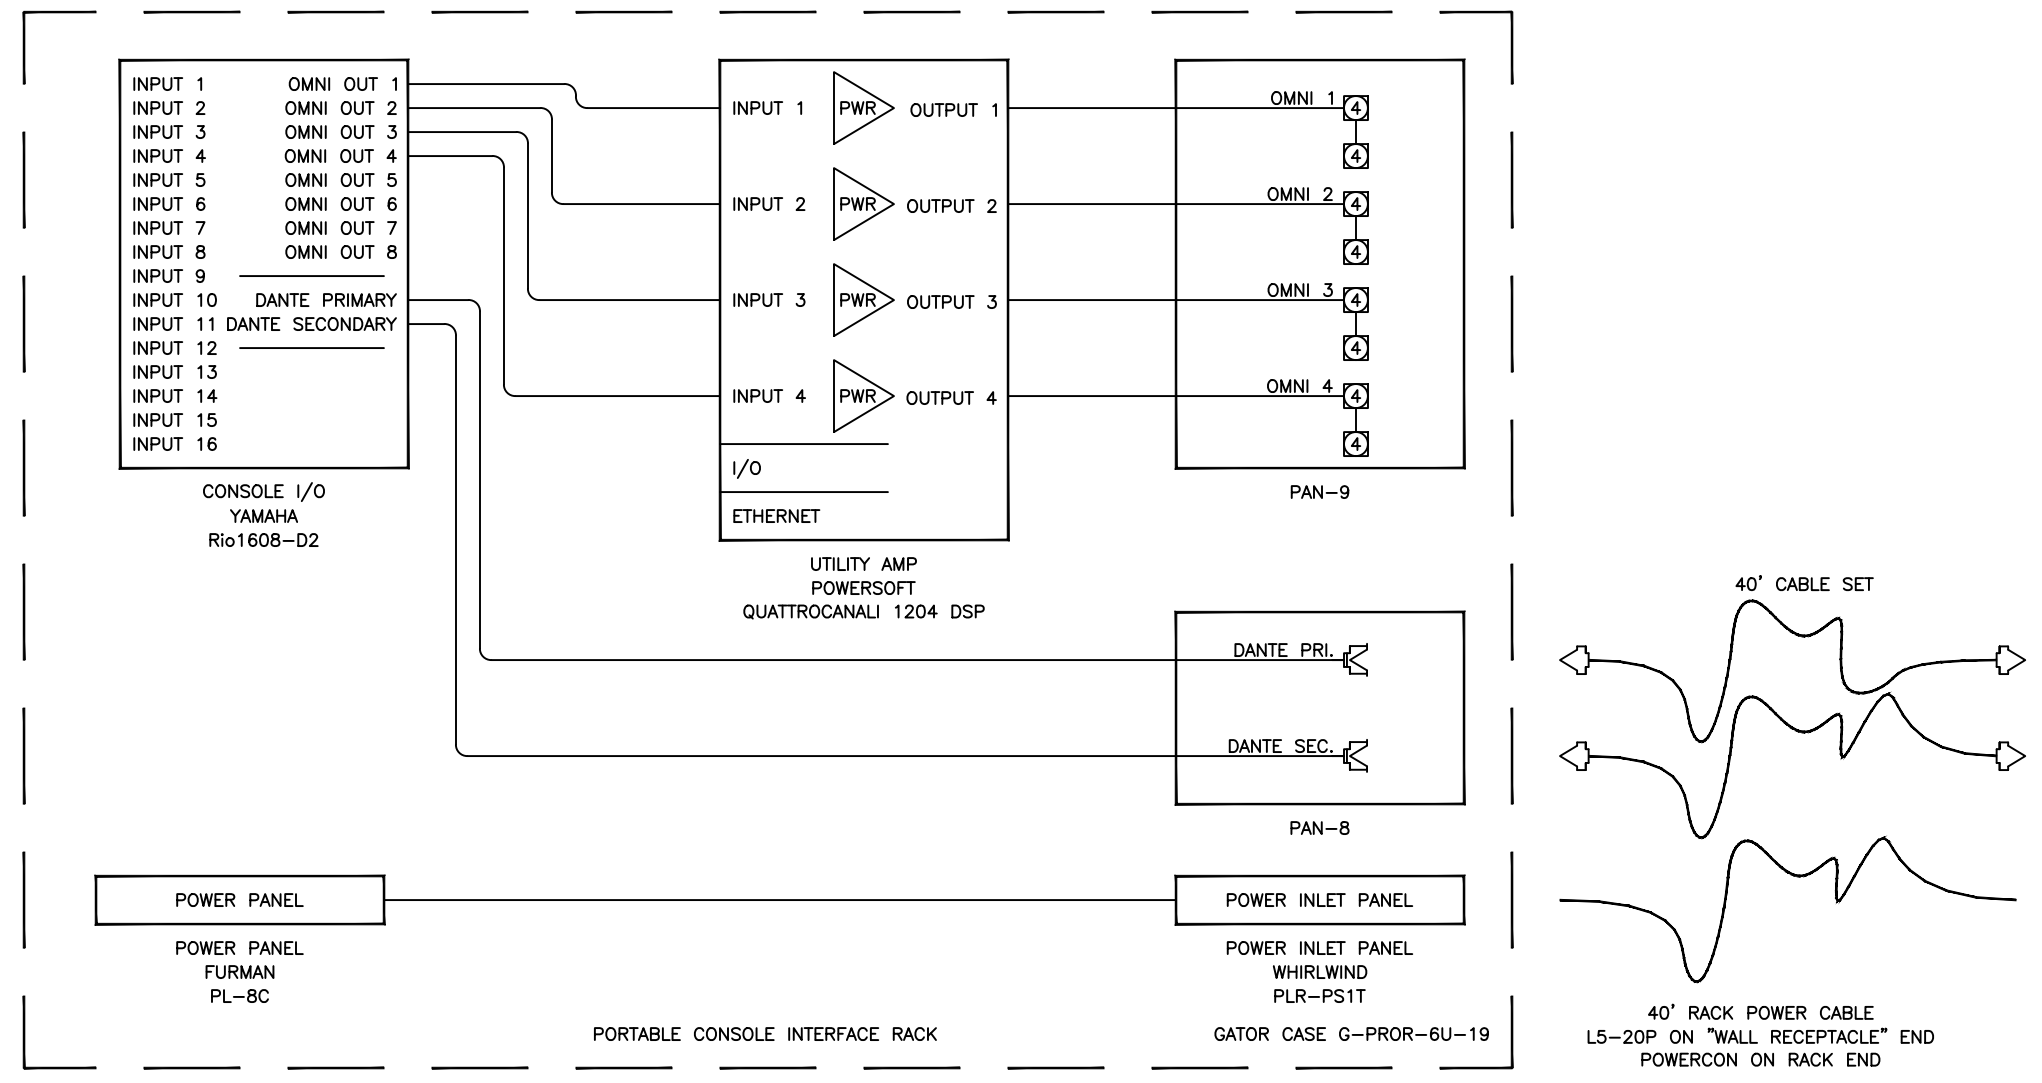 INPUT 1 OMNI OUT 1
INPUT 2 OMNI OUT 2
INPUT 3 OMNI OUT 3
INPUT 4 OMNI OUT 4
INPUT 5 OMNI OUT 5
INPUT 6 OMNI OUT 6
INPUT 7 OMNI OUT 7
INPUT 8 OMNI OUT 8
INPUT 9
INPUT 10 DANTE PRIMARY
INPUT 11 DANTE SECONDARY
INPUT 12
INPUT 13
INPUT 14
INPUT 15
INPUT 16
CONSOLE I/O
YAMAHA
Rio1608-D2
INPUT 1 PWR OUTPUT 1
INPUT 2 PWR OUTPUT 2
INPUT 3 PWR OUTPUT 3
INPUT 4 PWR OUTPUT 4
I/O
ETHERNET
UTILITY AMP
POWERSOFT
QUATTROCANALI 1204 DSP
OMNI 1 4
4
OMNI 2 4
4
OMNI 3 4
4
OMNI 4 4
4
PAN-9
DANTE PRI.
DANTE SEC.
PAN-8
POWER PANEL
POWER PANEL
FURMAN
PL-8C
POWER INLET PANEL
POWER INLET PANEL
WHIRLWIND
PLR-PS1T
PORTABLE CONSOLE INTERFACE RACK
GATOR CASE G-PROR-6U-19
40' CABLE SET
40' RACK POWER CABLE
L5-20P ON "WALL RECEPTACLE" END
POWERCON ON RACK END